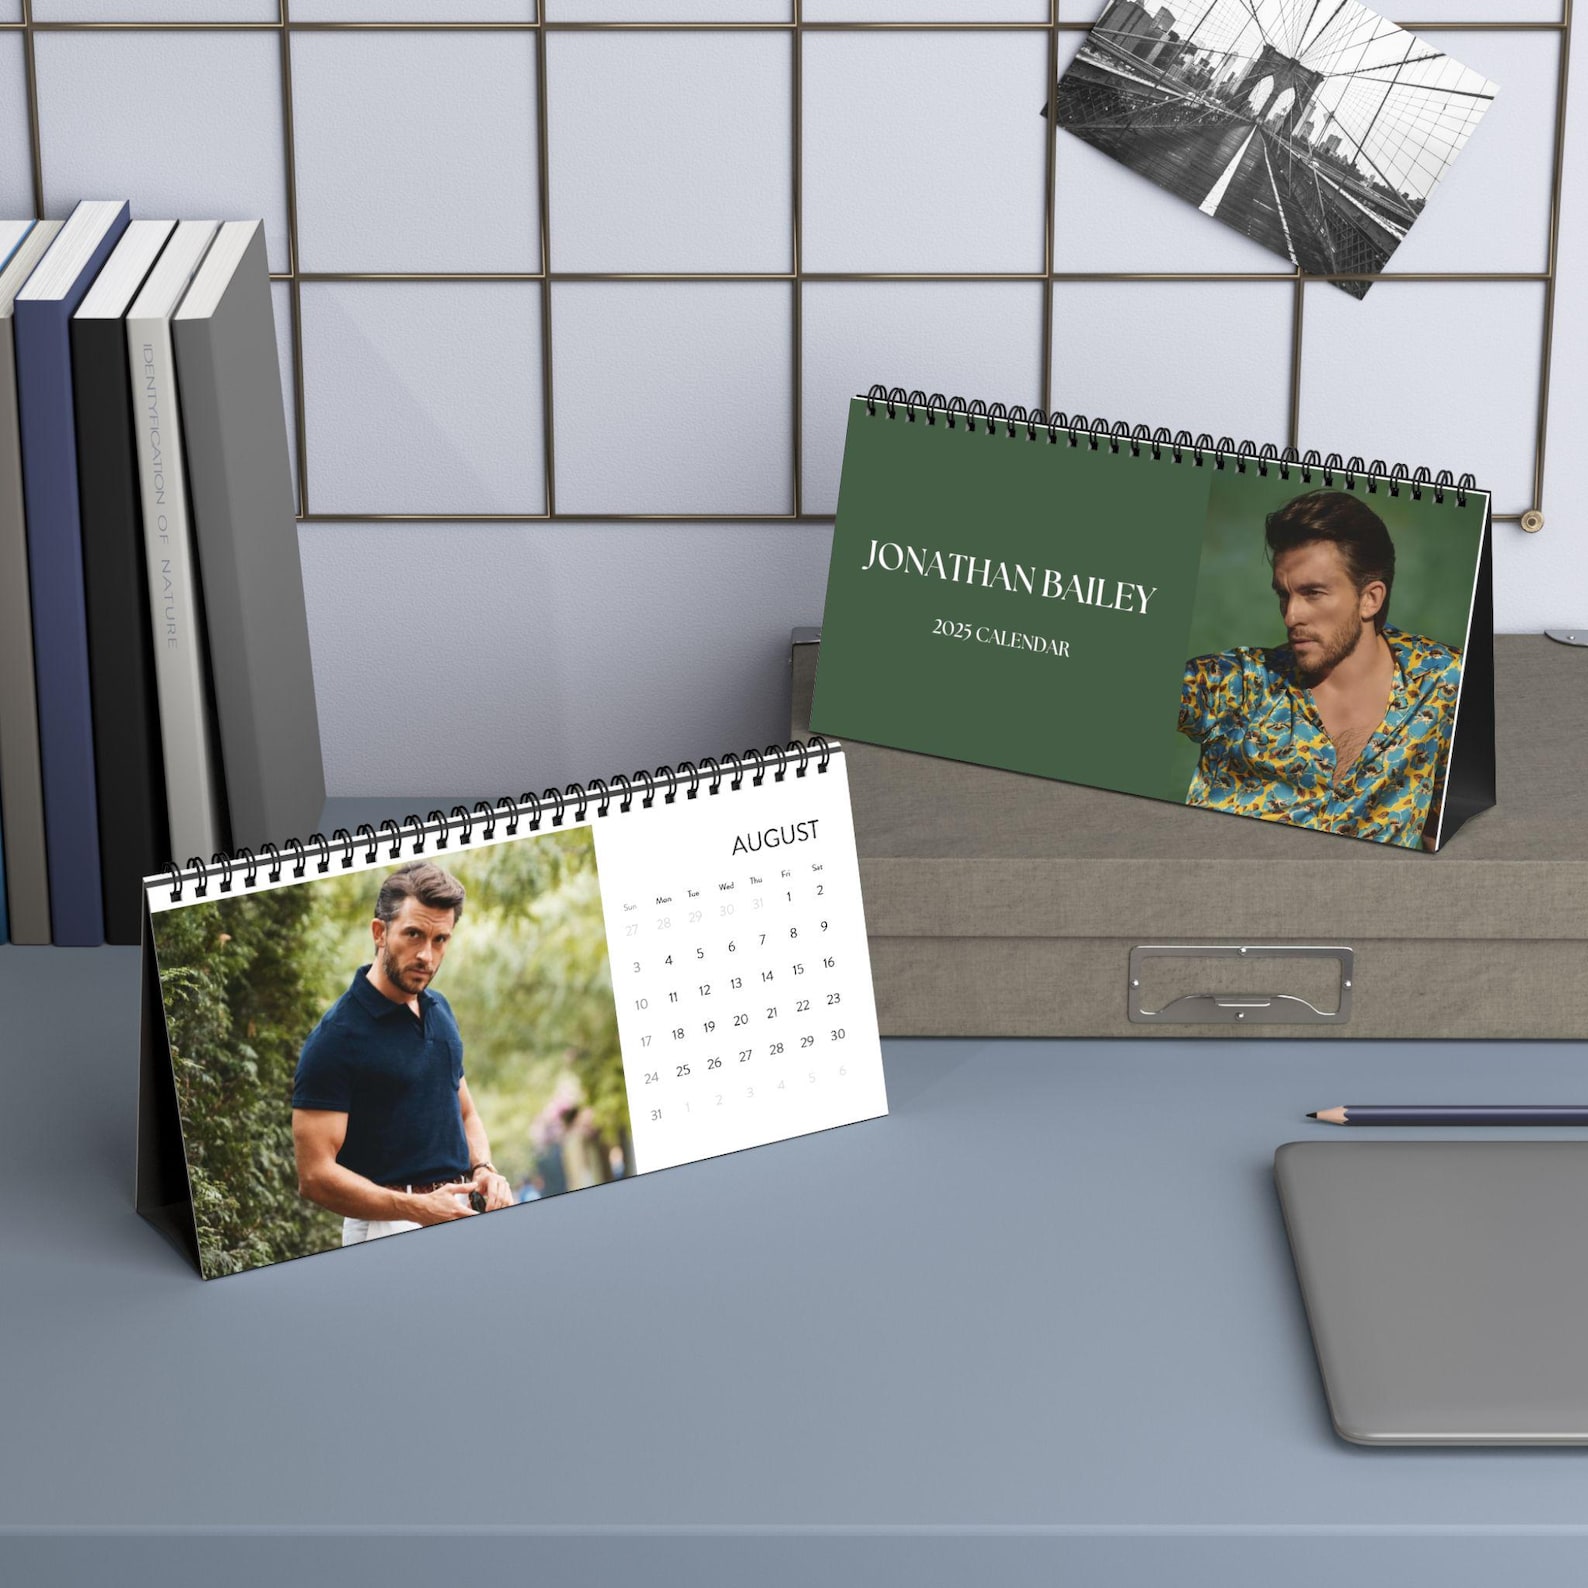 IDENTYFICATION OF NATURE
JONATHAN BAILEY
2025 CALENDAR
AUGUST
Sun Mon Tue Wed Thu Fri Sat
27 28 29 30 31 1 2
3 4 5 6 7 8 9
10 11 12 13 14 15 16
17 18 19 20 21 22 23
24 25 26 27 28 29 30
31 1 2 3 4 5 6